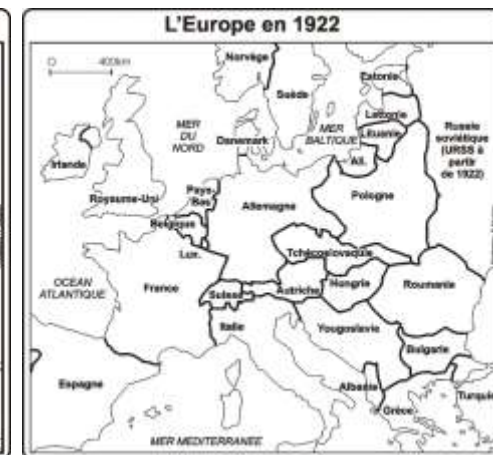 L'Europe en 1922
0 400km
Norvège
Suède
Estonie
Lettonie
Lituanie
Russie
soviétique
(URSS à
partir
de 1922)
MER
DU
NORD
Danemark
MER
BALTIQUE
All.
Irlande
Royaume-Uni
Pays
Bas
Allemagne
Pologne
Belgique
Lux.
Tchécoslovaquie
OCEAN
ATLANTIQUE
France
Suisse
Autriche
Hongrie
Roumanie
Italie
Yougoslavie
Bulgarie
Espagne
Albanie
Grèce
Turquie
MER MEDITERRANEE